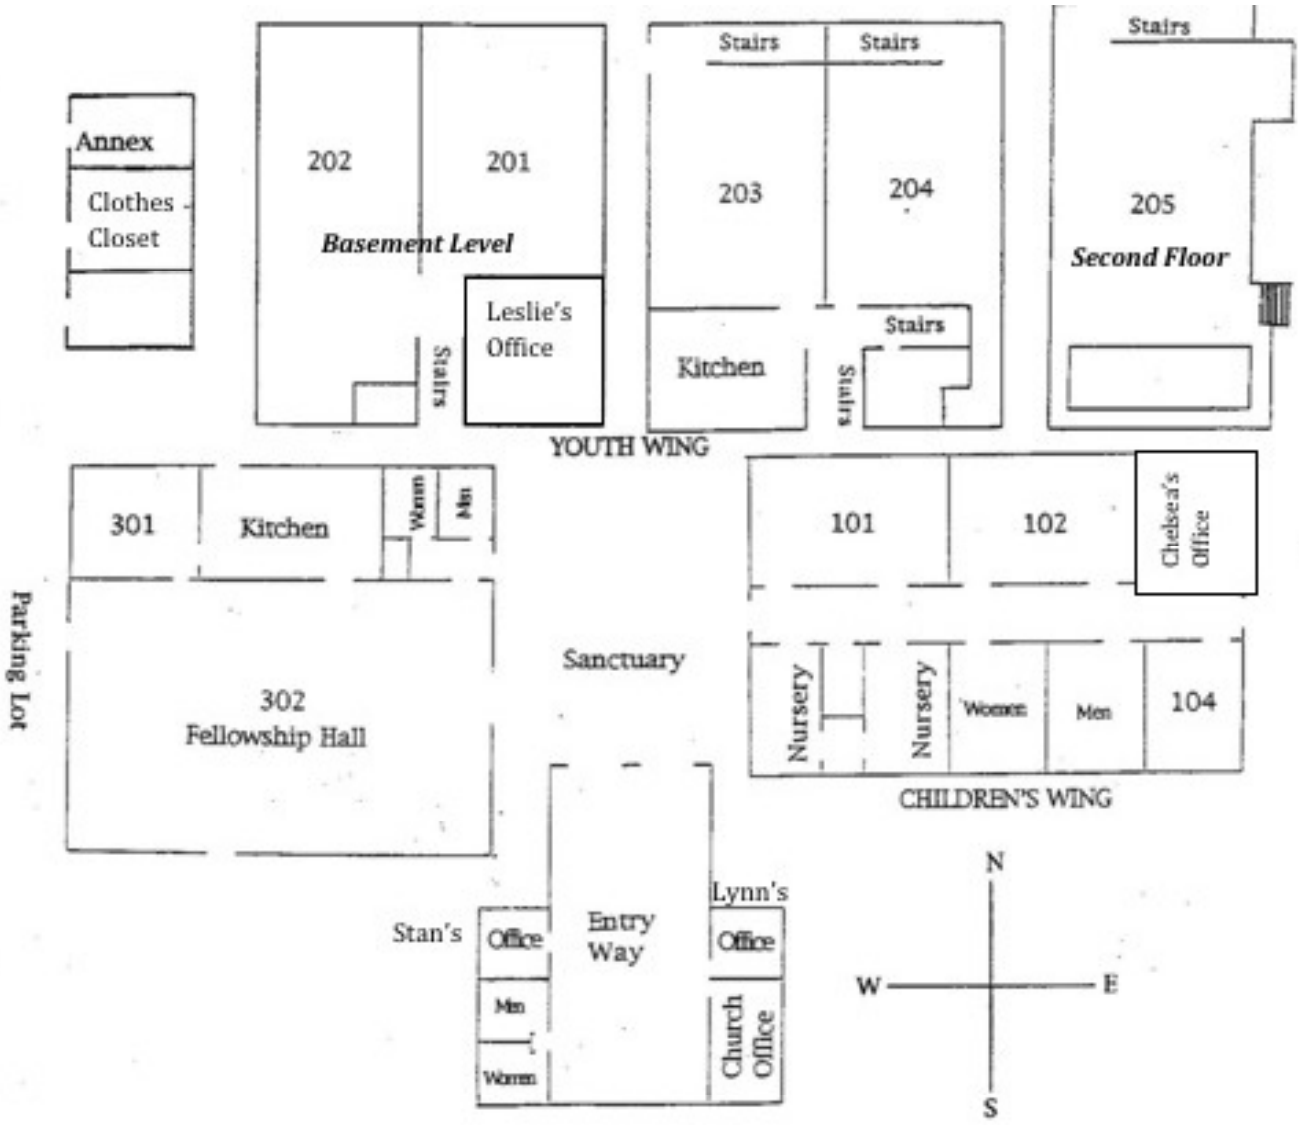 Stairs
Stairs
Stairs
Annex
Clothes
Closet
202
201
Basement Level
Leslie's
Office
Stairs
203
204
Stairs
Kitchen
Stairs
205
Second Floor
YOUTH WING
301
Kitchen
Women
Men
101
102
Chelsea's
Office
Parking Lot
302
Fellowship Hall
Sanctuary
Nursery
Nursery
Women
Men
104
CHILDREN'S WING
Stan's
Office
Entry
Way
Lynn's
Office
Men
Women
Church
Office
N
W
E
S